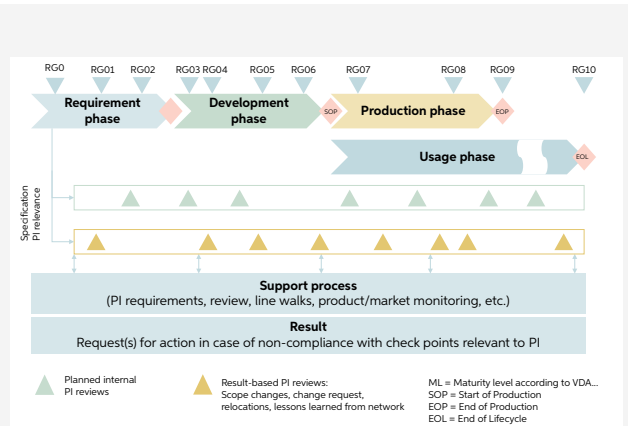 RG0 RG01 RG02 RG03 RG04 RG05 RG06 RG07 RG08 RG09 RG10
Requirement
phase
Development
phase
SOP
Production phase
EOP
Usage phase
EOL
Specification
PI relevance
Support process
(PI requirements, review, line walks, product/market monitoring, etc.)
Result
Request(s) for action in case of non-compliance with check points relevant to PI
Planned internal
PI reviews
Result-based PI reviews:
Scope changes, change request,
relocations, lessons learned from network
ML = Maturity level according to VDA...
SOP = Start of Production
EOP = End of Production
EOL = End of Lifecycle